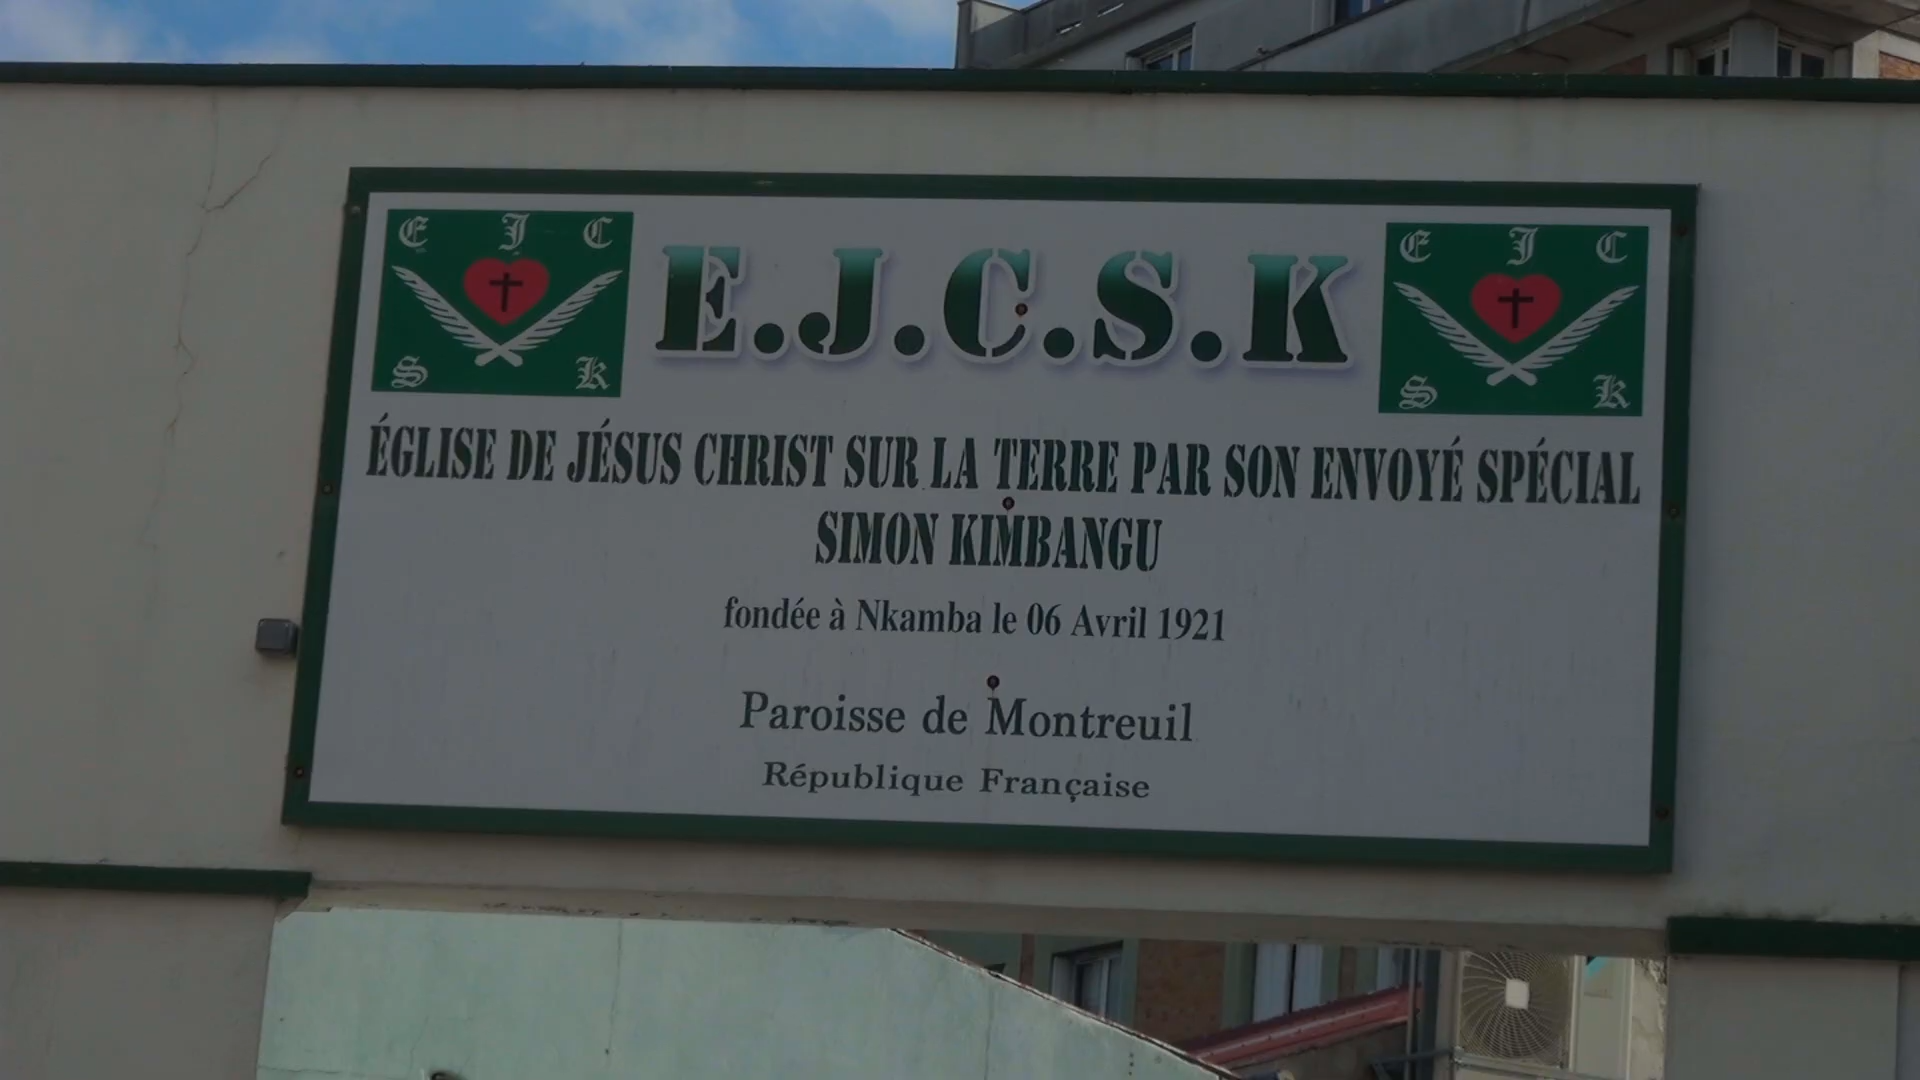 E J C
S K
E.J.C.S.K
E J C
S K
ÉGLISE DE JÉSUS CHRIST SUR LA TERRE PAR SON ENVOYÉ SPÉCIAL
SIMON KIMBANGU
fondée à Nkamba le 06 Avril 1921
Paroisse de Montreuil
République Française